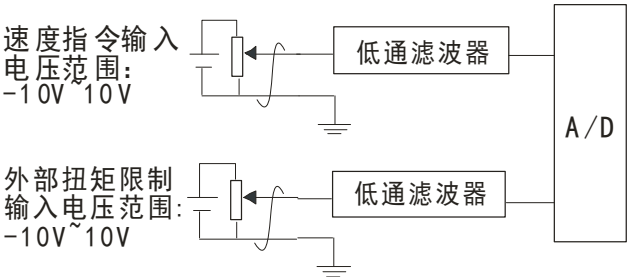 速度指令输入
电压范围:
-10V~10V
低通滤波器
A/D
外部扭矩限制
输入电压范围:
-10V~10V
低通滤波器